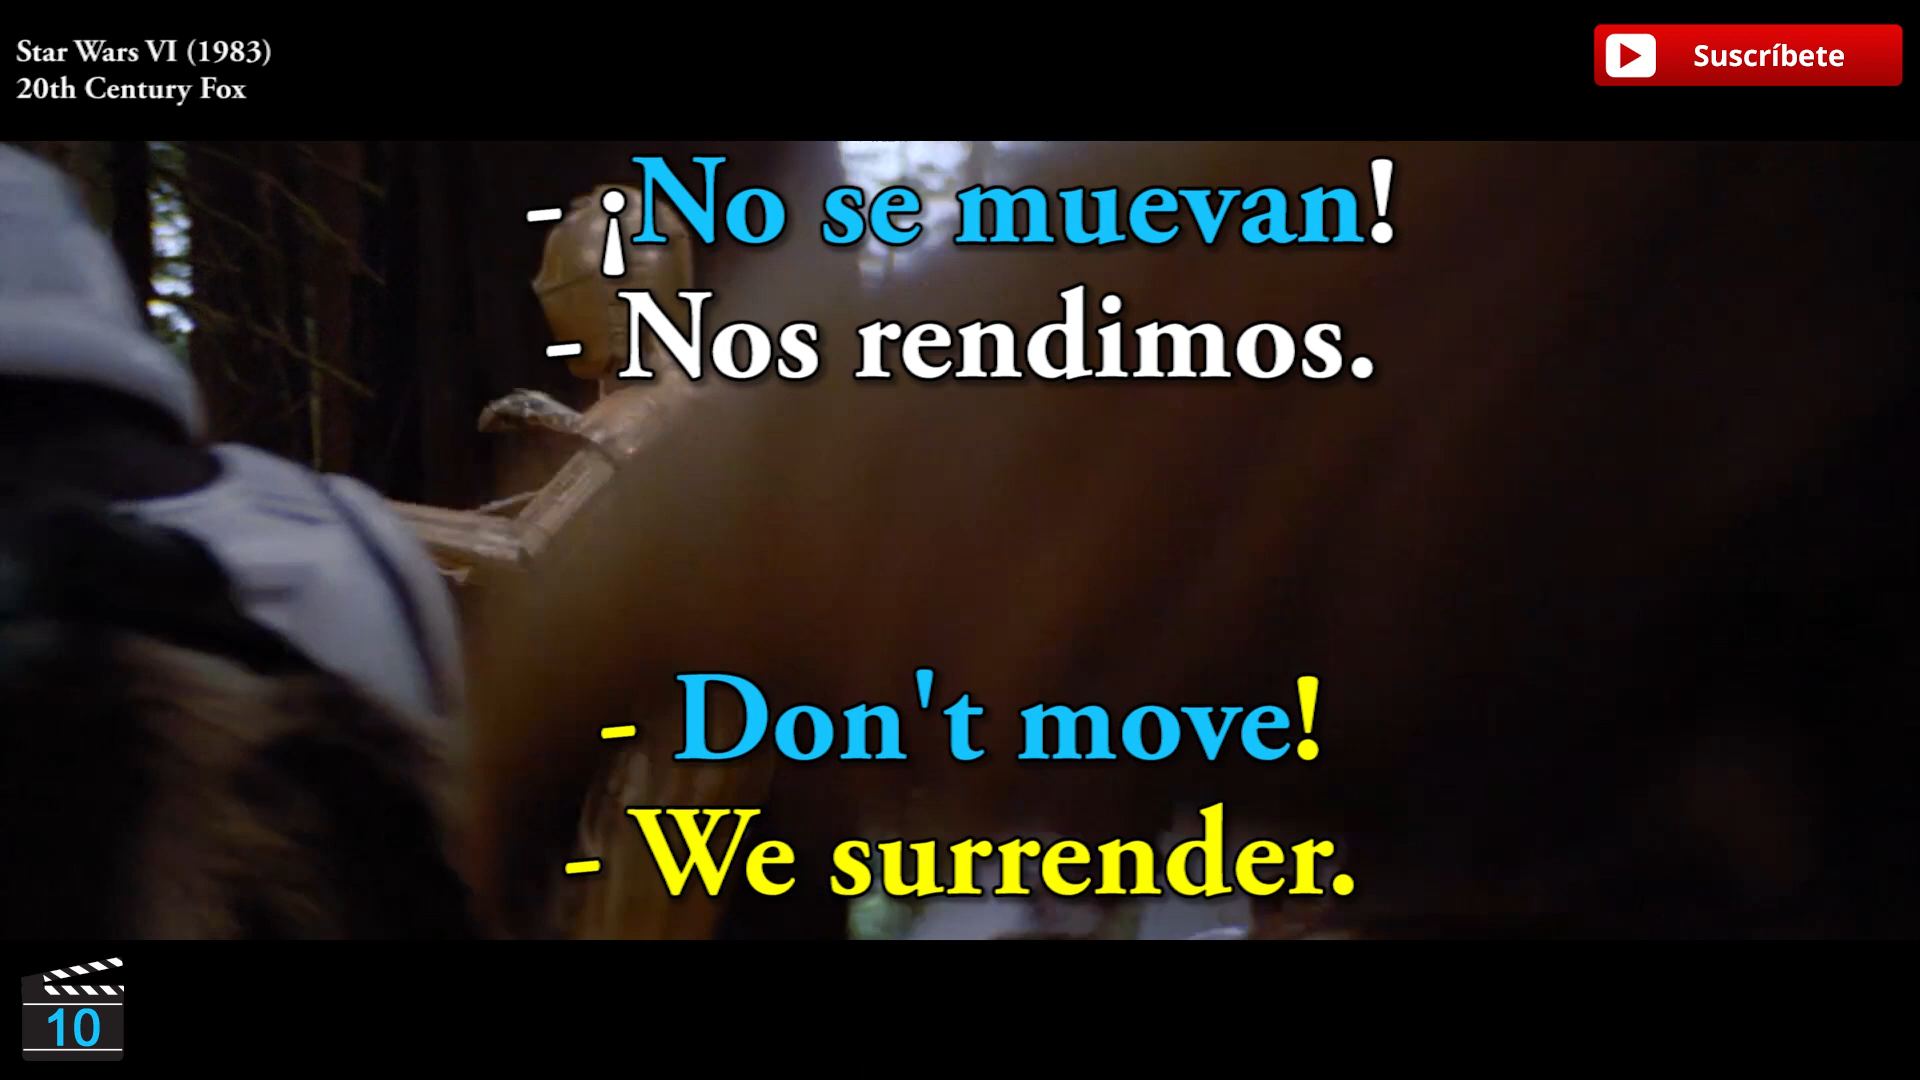 Star Wars VI (1983)
20th Century Fox
Suscríbete
- ¡No se muevan!
- Nos rendimos.
- Don't move!
- We surrender.
10